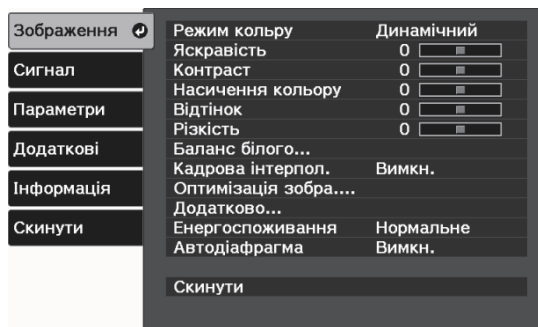 Зображення
Сигнал
Параметри
Додаткові
Інформація
Скинути
Режим кольру Динамічний
Яскравість 0
Контраст 0
Насичення кольору 0
Відтінок 0
Різкість 0
Баланс білого...
Кадрова інтерпол. Вимкн.
Оптимізація зобра....
Додатково...
Енергоспоживання Нормальне
Автодіафрагма Вимкн.
Скинути